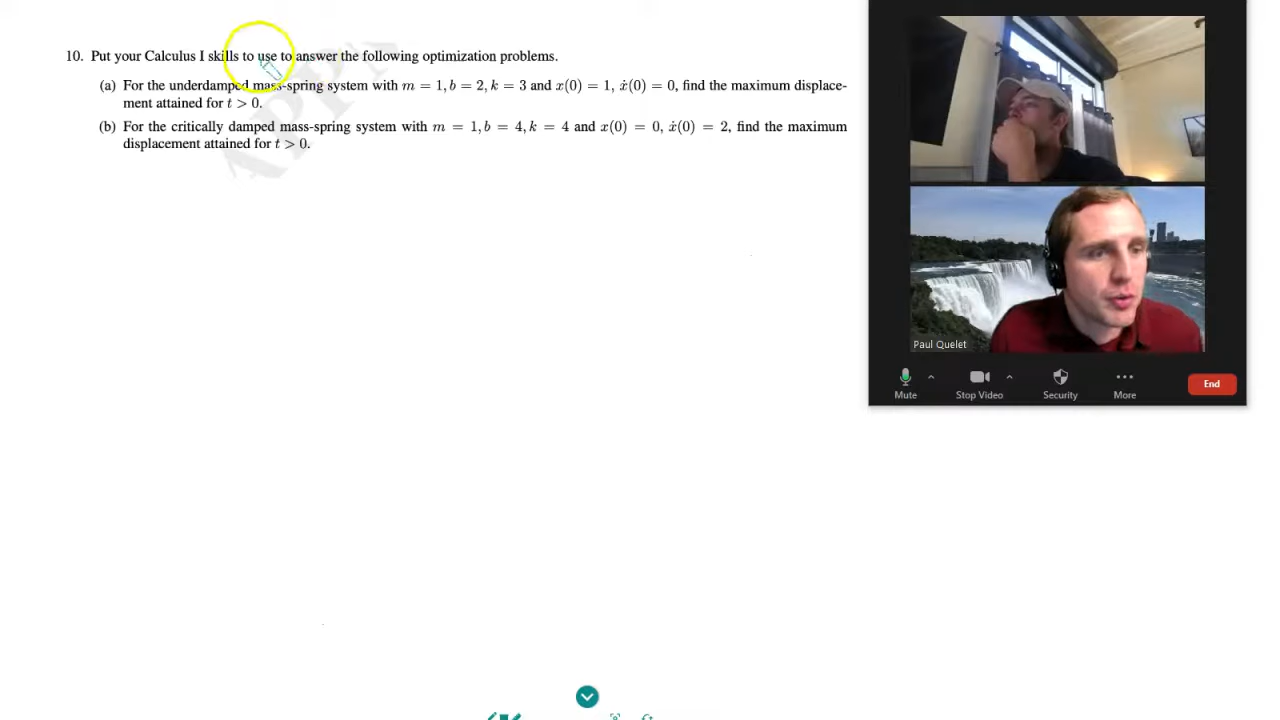 10. Put your Calculus I skills to use to answer the following optimization problems.
(a) For the underdamped mass-spring system with m = 1, b = 2, k = 3 and x(0) = 1, ẋ(0) = 0, find the maximum displace-
ment attained for t > 0.
(b) For the critically damped mass-spring system with m = 1, b = 4, k = 4 and x(0) = 0, ẋ(0) = 2, find the maximum
displacement attained for t > 0.
Paul Quelet
Mute
Stop Video
Security
More
End